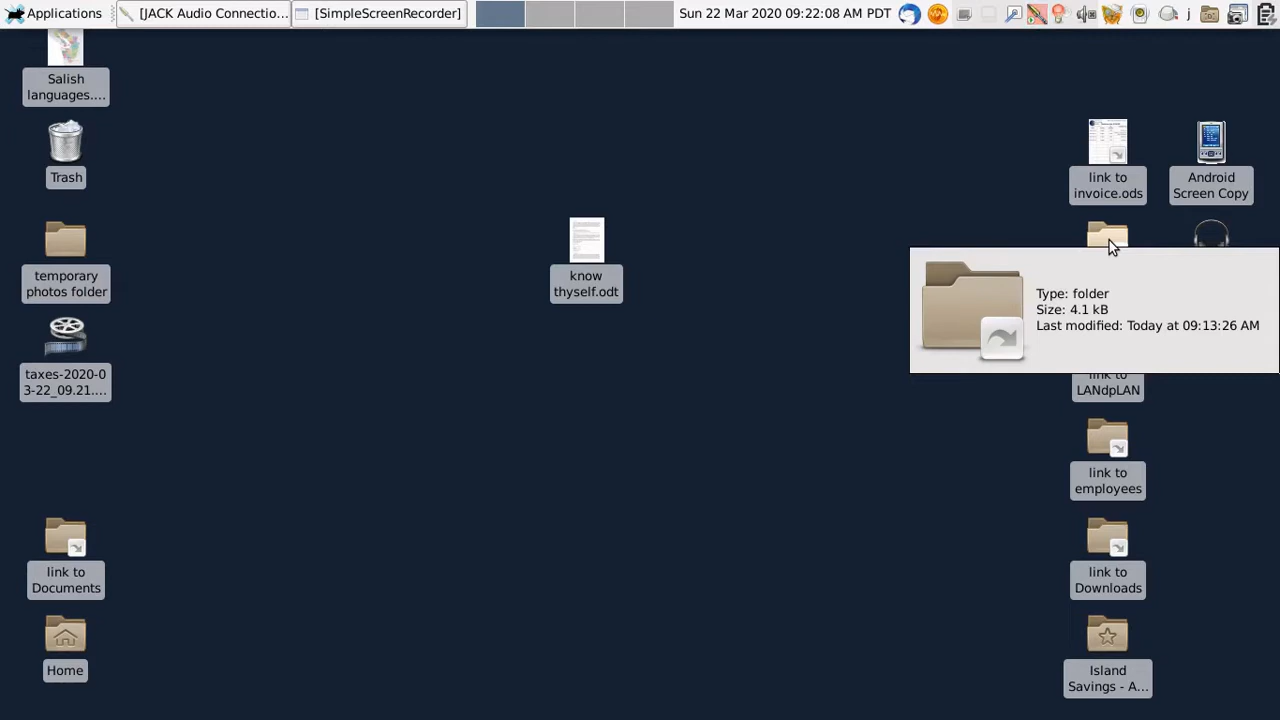 Applications
[JACK Audio Connectio...
[SimpleScreenRecorder]
Sun 22 Mar 2020 09:22:08 AM PDT
j
Salish
languages....
Trash
temporary
photos folder
taxes-2020-0
3-22_09.21....
link to
Documents
Home
know
thyself.odt
link to
invoice.ods
Android
Screen Copy
Type: folder
Size: 4.1 kB
Last modified: Today at 09:13:26 AM
link to
LANdpLAN
link to
employees
link to
Downloads
Island
Savings - A...